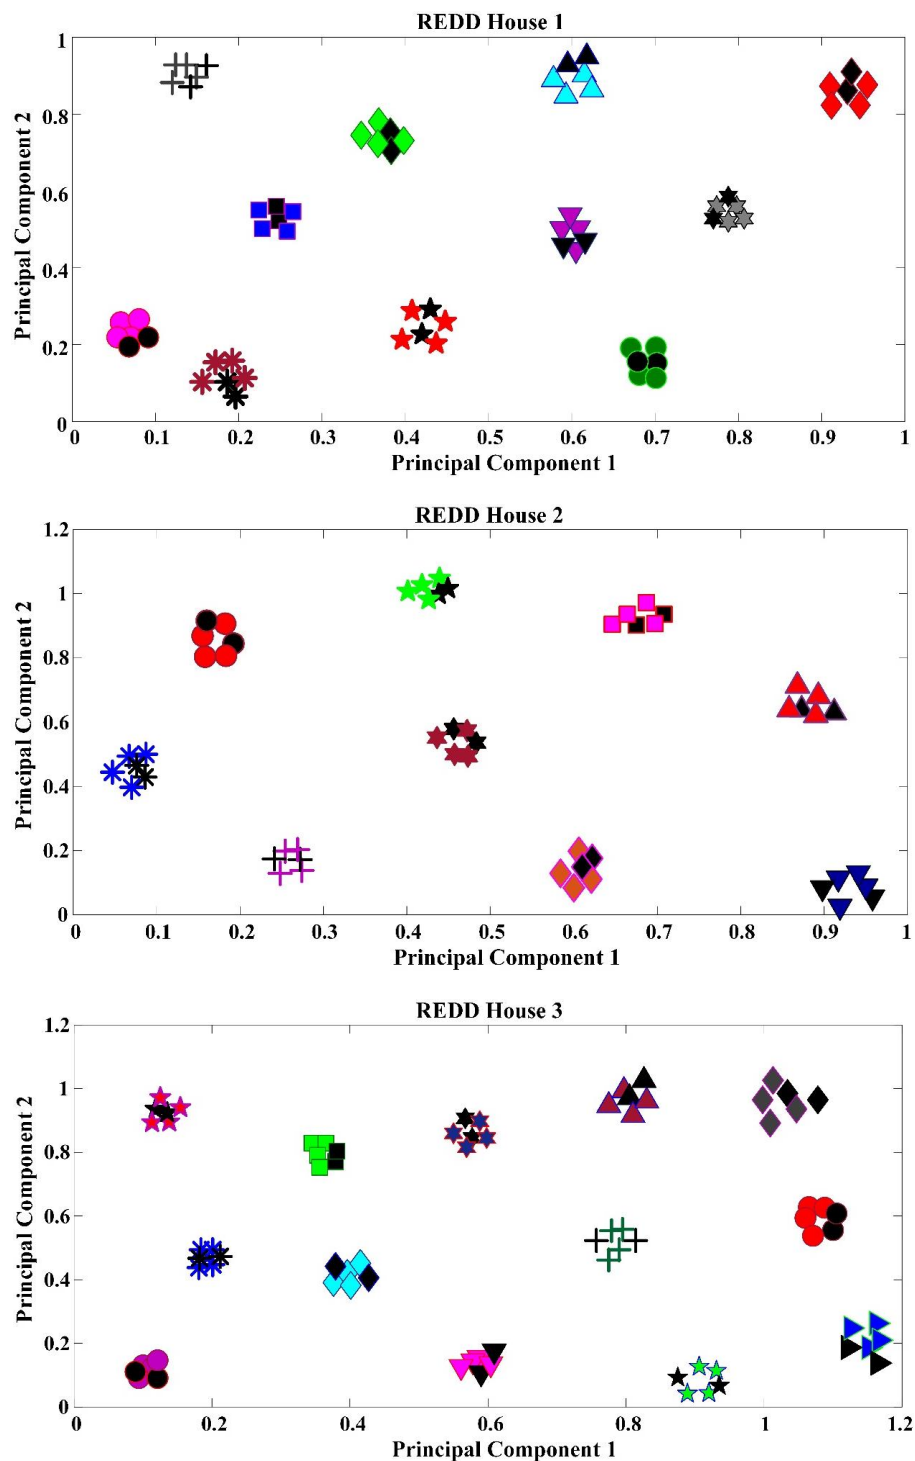 REDD House 1
1
0.8
0.6
0.4
0.2
0
Principal Component 2
0 0.1 0.2 0.3 0.4 0.5 0.6 0.7 0.8 0.9 1
Principal Component 1
REDD House 2
1.2
1
0.8
0.6
0.4
0.2
0
Principal Component 2
0 0.1 0.2 0.3 0.4 0.5 0.6 0.7 0.8 0.9 1
Principal Component 1
REDD House 3
1.2
1
0.8
0.6
0.4
0.2
0
Principal Component 2
0 0.2 0.4 0.6 0.8 1 1.2
Principal Component 1